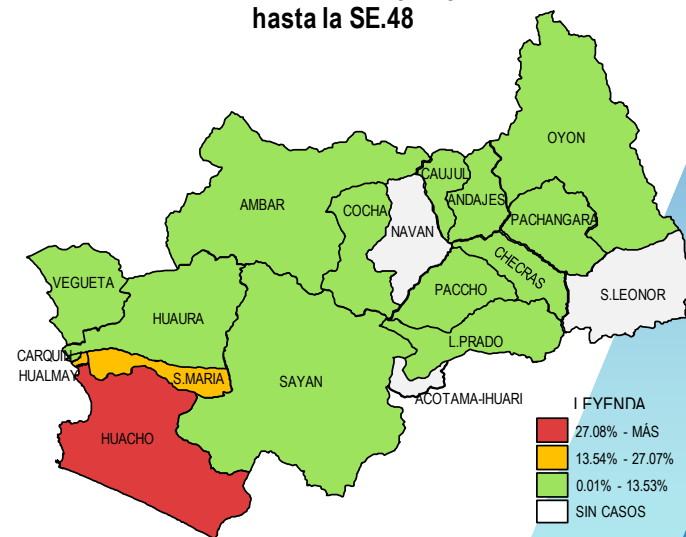 hasta la SE.48
OYON
CAUJUL
ANDAJES
AMBAR
COCHA
NAVAN
PACHANGARA
CHECRAS
VEGUETA
PACCHO
S.LEONOR
HUAURA
L.PRADO
CARQUIN
HUALMAY
S.MARIA
SAYAN
ACOTAMA-IHUARI
HUACHO
LEYENDA
27.08% - MÁS
13.54% - 27.07%
0.01% - 13.53%
SIN CASOS